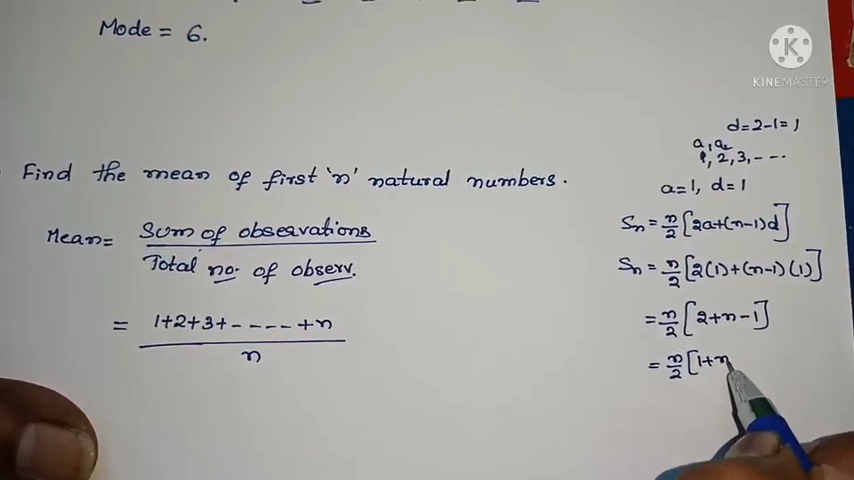 Mode = 6.
KINEMASTER
Find the mean of first 'n' natural numbers.
Mean = Sum of observations
Total no. of observ.
= 1+2+3+----+n
n
d=2-1=1
a₁, a₂
1, 2, 3, ----
a=1, d=1
Sn = n/2 [2a+(n-1)d]
Sn = n/2 [2(1)+(n-1)(1)]
= n/2 [2+n-1]
= n/2 [1+n